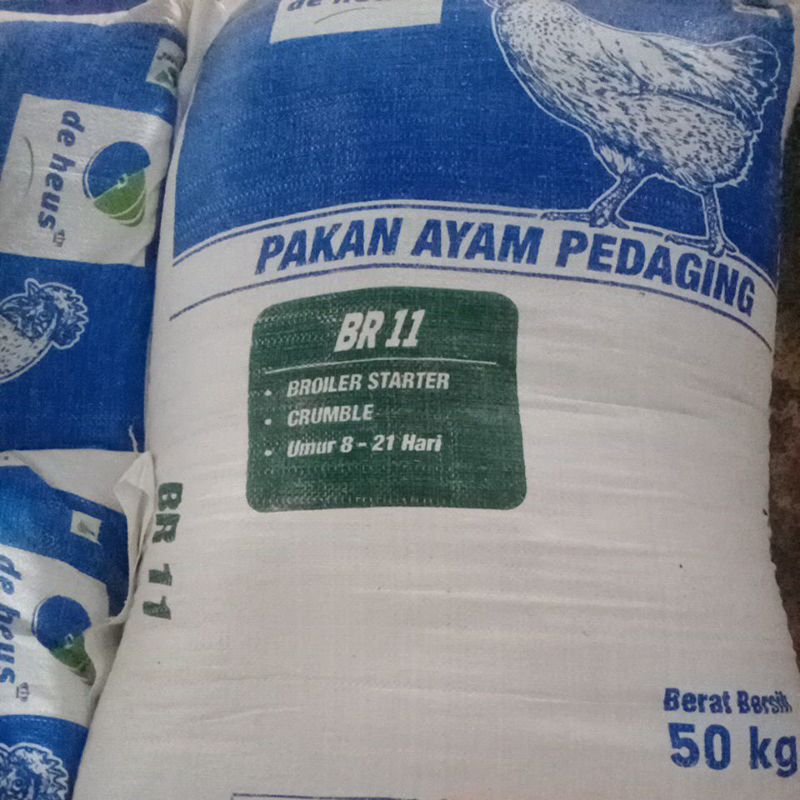 de heus
PAKAN AYAM PEDAGING
BR 11
BROILER STARTER
CRUMBLE
Umur 8 - 21 Hari
BR 11
Berat Bersih
50 kg
de heus
de heus